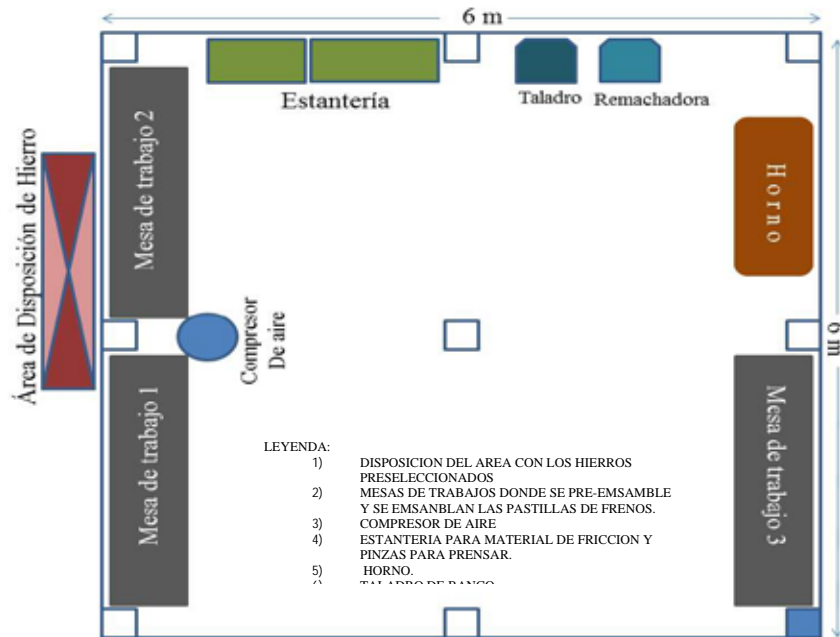 6 m
Estantería
Taladro
Remachadora
Mesa de trabajo 2
Horno
Área de Disposición de Hierro
Compresor
De aire
6 m
Mesa de trabajo 1
Mesa de trabajo 3
LEYENDA:
1) DISPOSICION DEL AREA CON LOS HIERROS
PRESELECCIONADOS
2) MESAS DE TRABAJOS DONDE SE PRE-EMSAMBLE
Y SE EMSANBLAN LAS PASTILLAS DE FRENOS.
3) COMPRESOR DE AIRE
4) ESTANTERIA PARA MATERIAL DE FRICCION Y
PINZAS PARA PRENSAR.
5) HORNO.